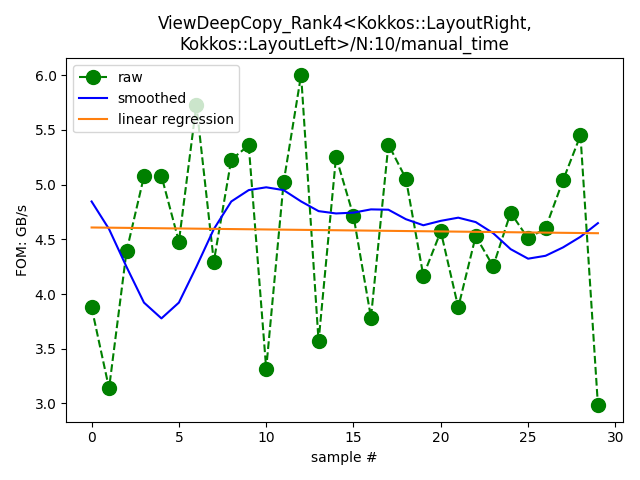 ViewDeepCopy_Rank4<Kokkos::LayoutRight,
Kokkos::LayoutLeft>/N:10/manual_time
raw
smoothed
linear regression
6.0
5.5
5.0
4.5
4.0
3.5
3.0
FOM: GB/s
0
5
10
15
20
25
30
sample #